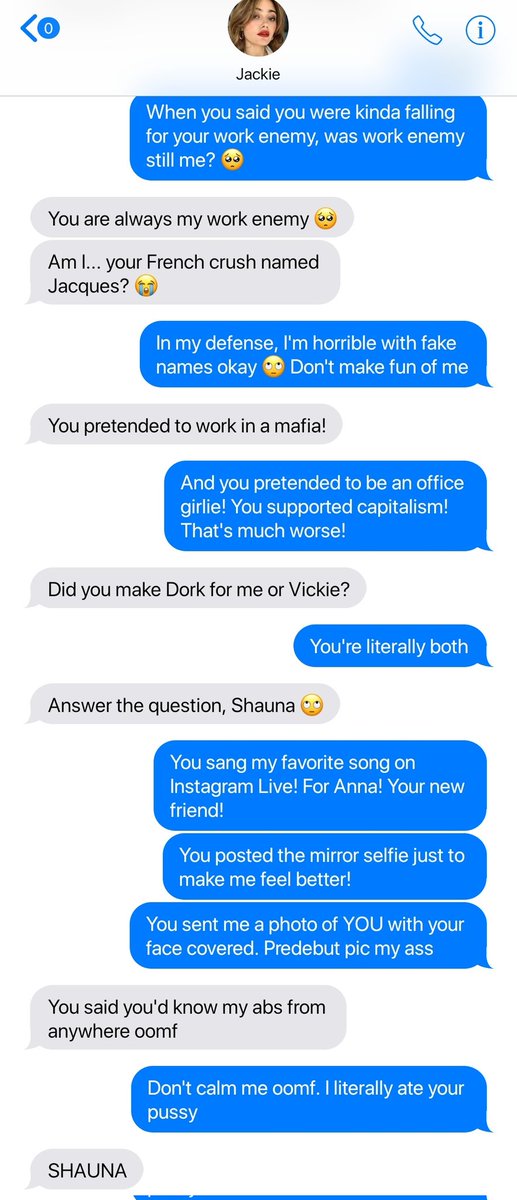 0
Jackie
When you said you were kinda falling
for your work enemy, was work enemy
still me? 🥺
You are always my work enemy 🥺
Am I... your French crush named
Jacques? 😭
In my defense, I'm horrible with fake
names okay 🙄 Don't make fun of me
You pretended to work in a mafia!
And you pretended to be an office
girlie! You supported capitalism!
That's much worse!
Did you make Dork for me or Vickie?
You're literally both
Answer the question, Shauna 🙄
You sang my favorite song on
Instagram Live! For Anna! Your new
friend!
You posted the mirror selfie just to
make me feel better!
You sent me a photo of YOU with your
face covered. Predebut pic my ass
You said you'd know my abs from
anywhere oomf
Don't calm me oomf. I literally ate your
pussy
SHAUNA